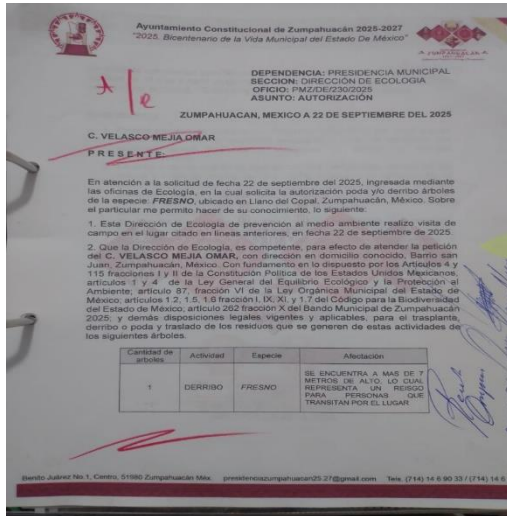 Ayuntamiento Constitucional de Zumpahuacán 2025-2027
"2025. Bicentenario de la Vida Municipal del Estado De México"
DEPENDENCIA: PRESIDENCIA MUNICIPAL
SECCION: DIRECCIÓN DE ECOLOGIA
OFICIO: PMZ/DE/230/2025
ASUNTO: AUTORIZACIÓN
ZUMPAHUACAN, MEXICO A 22 DE SEPTIEMBRE DEL 2025
C. VELASCO MEJIA OMAR
P R E S E N T E:
En atención a la solicitud de fecha 22 de septiembre del 2025, ingresada mediante
las oficinas de Ecología, en la cual solicita la autorización poda y/o derribo árboles
de la especie: FRESNO, ubicado en Llano del Copal, Zumpahuacán, México. Sobre
el particular me permito hacer de su conocimiento, lo siguiente:
1. Este Dirección de Ecología de prevención al medio ambiente realizo visita de
campo en el lugar citado en líneas anteriores, en fecha 22 de septiembre de 2025.
2. Que la Dirección de Ecología, es competente, para efecto de atender la petición
del C. VELASCO MEJIA OMAR, con dirección en domicilio conocido, Barrio san
Juan, Zumpahuacán, México. Con fundamento en lo dispuesto por los Artículos 4 y
115 fracciones I y II de la Constitución Política de los Estados Unidos Mexicanos,
artículos 1 y 4 de la Ley General del Equilibrio Ecológico y la Protección al
Ambiente; artículo 87, fracción VI de la Ley Orgánica Municipal del Estado de
México; artículos 1.2, 1.5, 1.6 fracción I, IX, XI, y 1.7 del Código para la Biodiversidad
del Estado de México, artículo 262 fracción X del Bando Municipal de Zumpahuacán
2025; y demás disposiciones legales vigentes y aplicables, para el trasplante,
derribo o poda y traslado de los residuos que se generen de estas actividades de
los siguientes árboles.
Cantidad de arboles Actividad Especie Afectación
1 DERRIBO FRESNO SE ENCUENTRA A MAS DE 7
METROS DE ALTO, LO CUAL
REPRESENTA UN REISGO
PARA PERSONAS QUE
TRANSITAN POR EL LUGAR
Benito Juárez No.1, Centro, 51980 Zumpahuacán Méx. presidenciazumpahuacan25.27@gmail.com Tels. (714) 14 6 90 33 / (714) 14 6